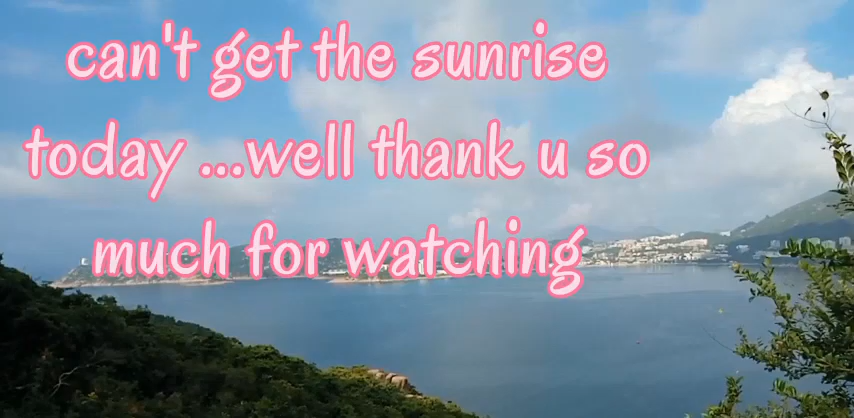 can't get the sunrise
today ...well thank u so
much for watching